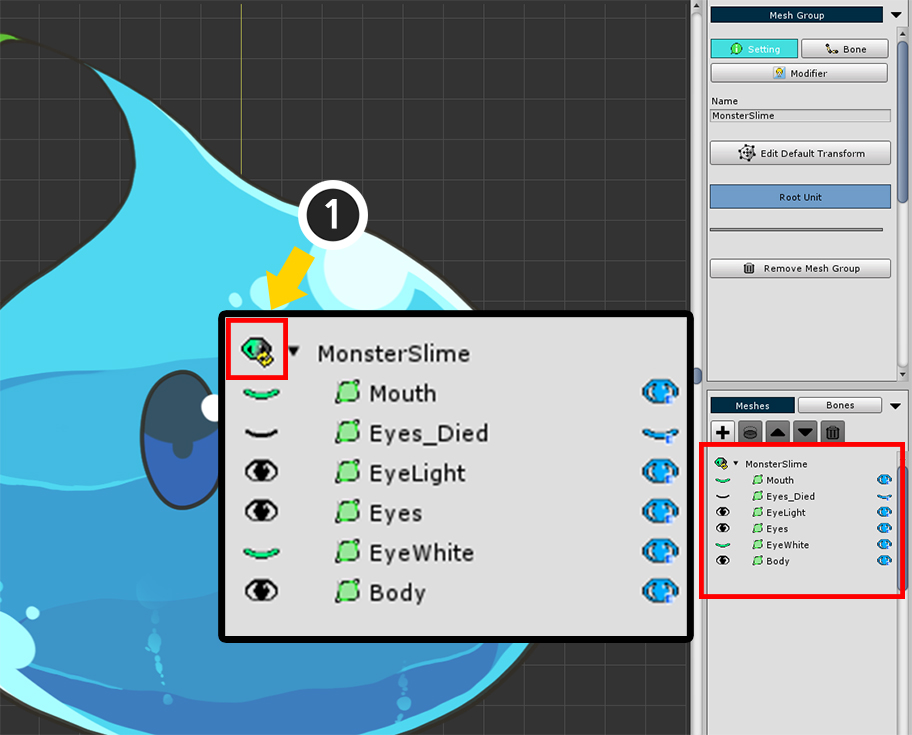 Mesh Group
Setting
Bone
Modifier
Name
MonsterSlime
Edit Default Transform
Root Unit
Remove Mesh Group
1
MonsterSlime
Mouth
Eyes_Died
EyeLight
Eyes
EyeWhite
Body
Meshes
Bones
MonsterSlime
Mouth
Eyes_Died
EyeLight
Eyes
EyeWhite
Body